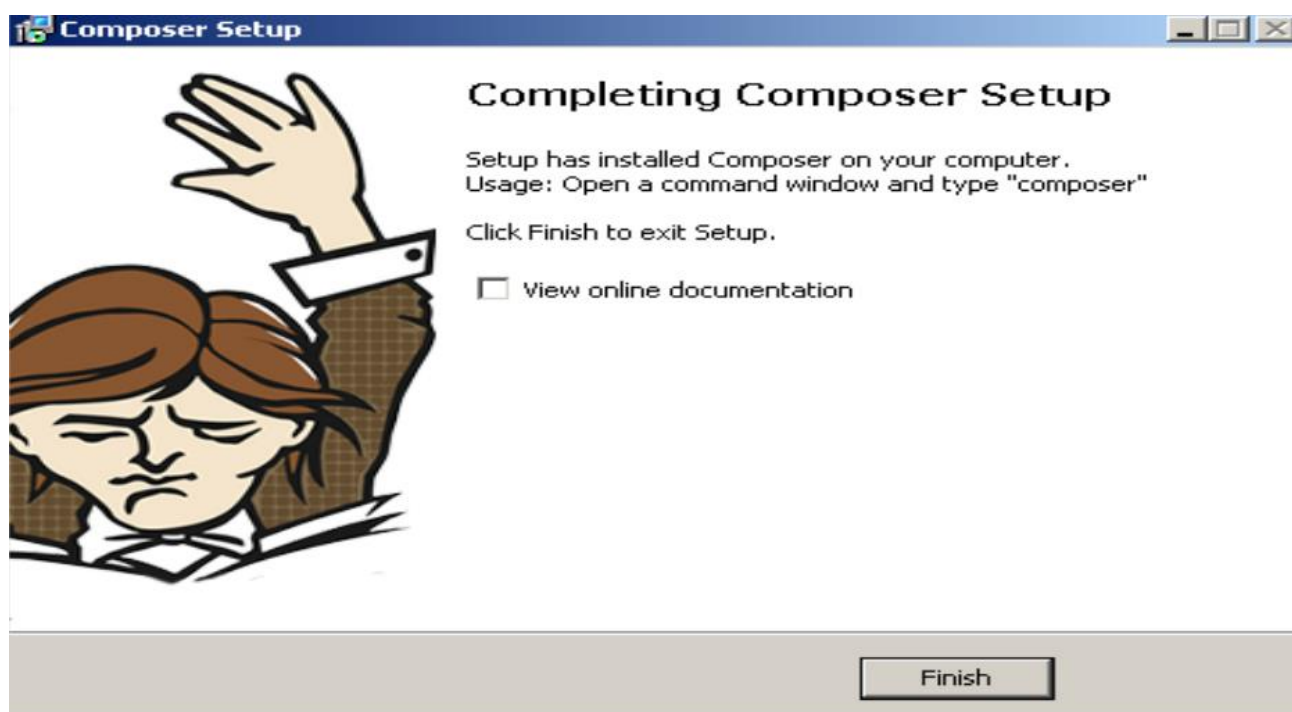 Composer Setup
Completing Composer Setup
Setup has installed Composer on your computer.
Usage: Open a command window and type "composer"
Click Finish to exit Setup.
View online documentation
Finish